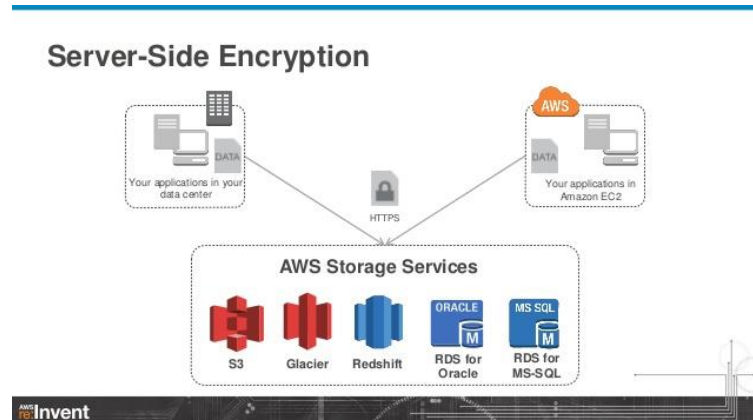 Server-Side Encryption
AWS
DATA
DATA
Your applications in your
data center
Your applications in
Amazon EC2
HTTPS
AWS Storage Services
ORACLE
MS SQL
M
M
S3
Glacier
Redshift
RDS for
Oracle
RDS for
MS-SQL
AWS
re:Invent